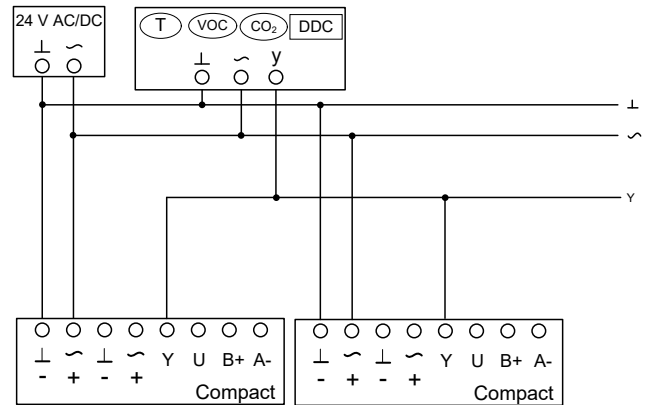 24 V AC/DC
⊥ ~
T VOC CO₂ DDC
⊥ ~ y
⊥
~
Y
⊥ ~ ⊥ ~ Y U B+ A-
- + - +
Compact
⊥ ~ ⊥ ~ Y U B+ A-
- + - +
Compact